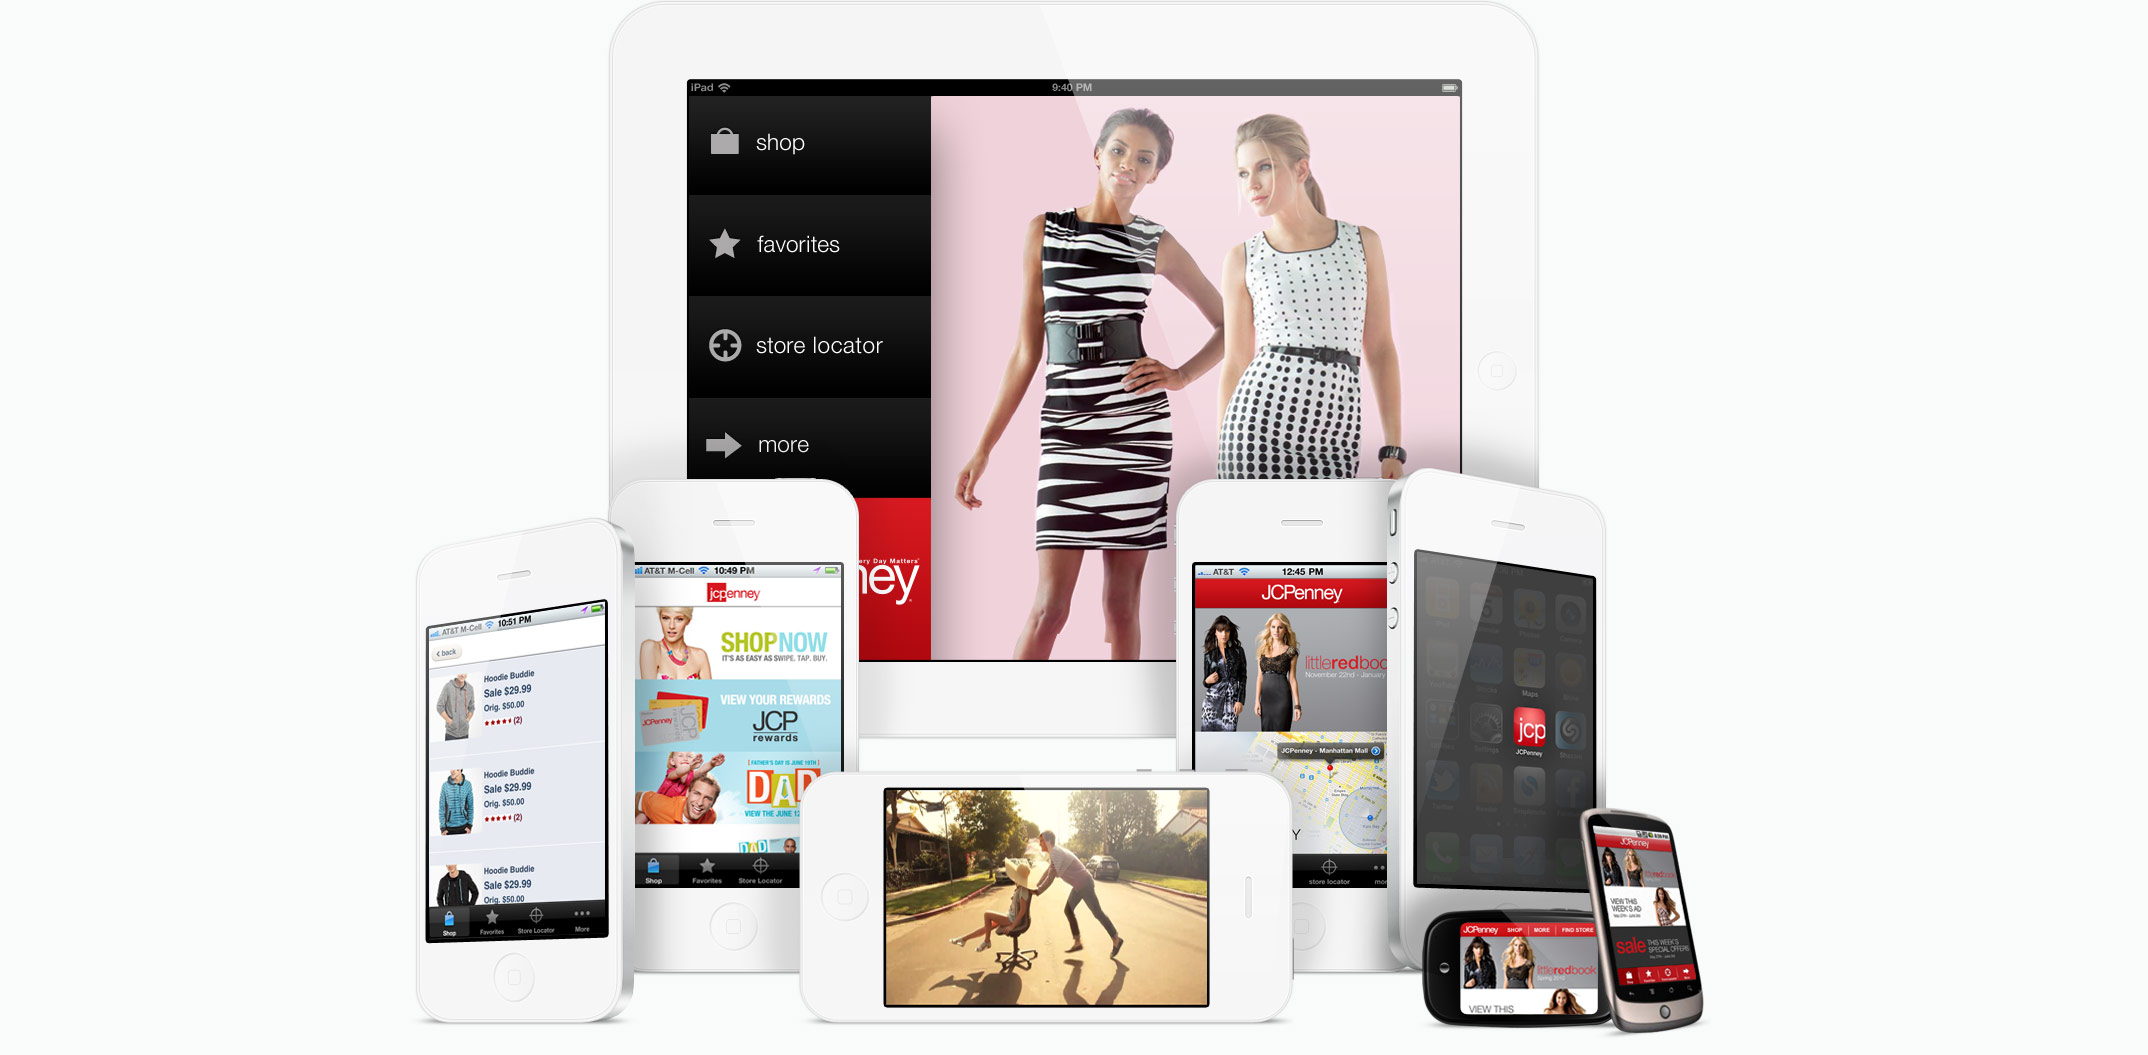 iPad
9:40 PM
shop
favorites
store locator
more
ery Day Matters
ney
AT&T M-Cell
10:51 PM
back
Hoodie Buddie
Sale $29.99
Orig. $50.00
(2)
Hoodie Buddie
Sale $29.99
Orig. $50.00
(2)
Hoodie Buddie
Sale $29.99
Orig. $50.00
Shop
Favorites
Store Locator
More
AT&T M-Cell
10:49 PM
jcpenney
SHOPNOW
IT'S AS EASY AS SWIPE. TAP. BUY.
VIEW YOUR REWARDS
JCPenney
JCP
rewards
[ FATHER'S DAY IS JUNE 19TH ]
DAD
VIEW THE JUNE 12
DAD
Shop
Favorites
Store Locator
AT&T
12:45 PM
JCPenney
littleredbook
November 22nd - January
JCPenney - Manhattan Mall
Y
store locator
mor
Maps
jcp
JCPenney
JCPenney
SHOP
MORE
FIND STORE
littleredbook
VIEW THIS
JCPenney
littleredbook
VIEW THIS
WEEK'S AD
sale
THIS WEEK'S
SPECIAL OFFERS